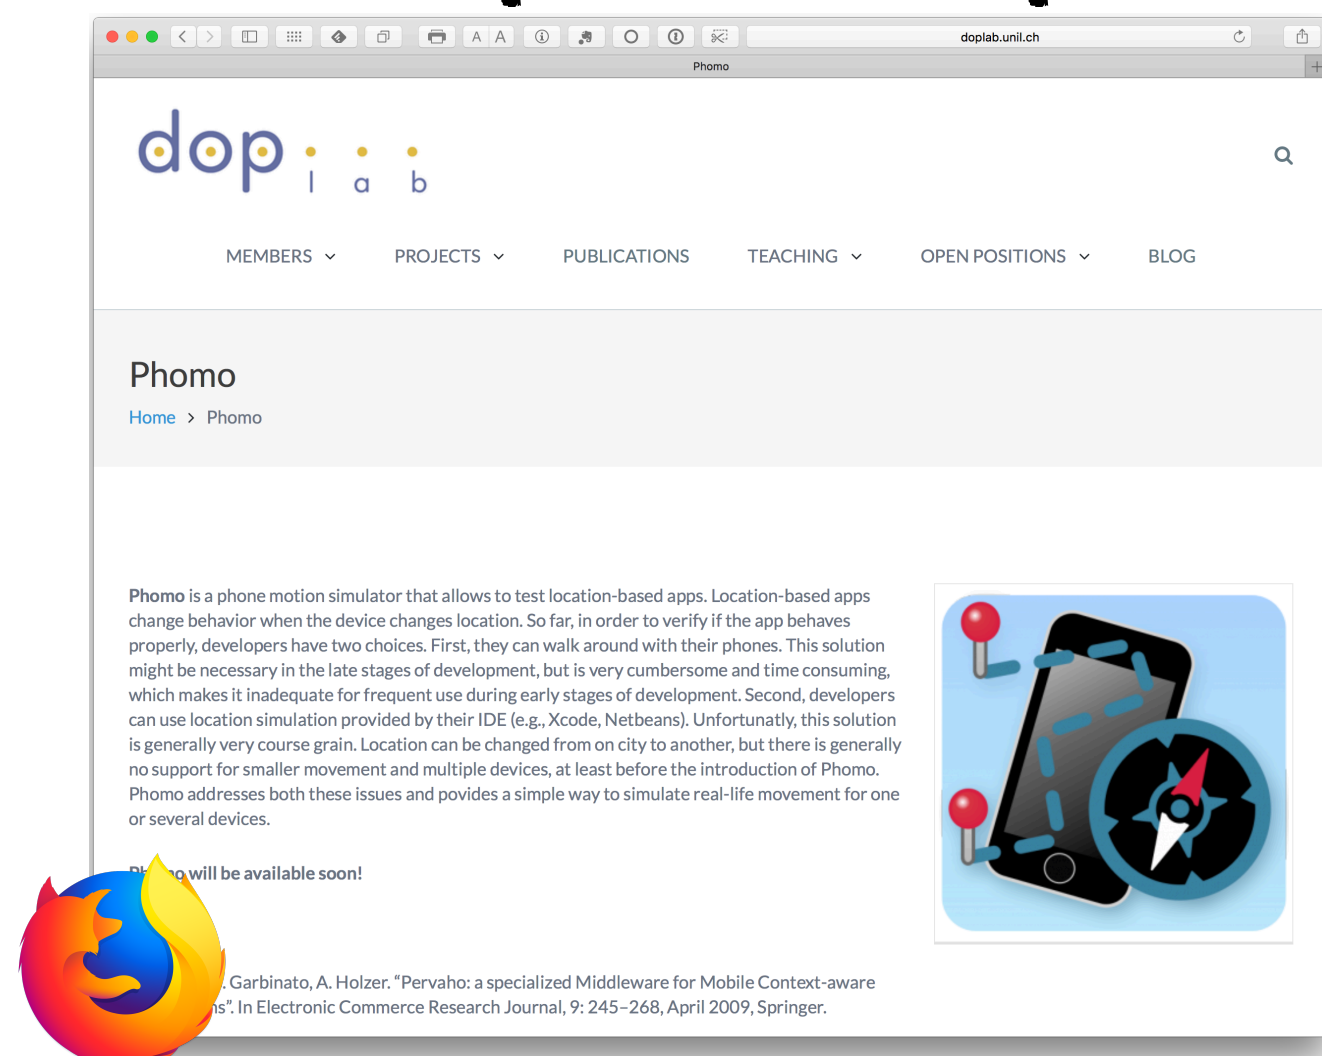 doplab.unil.ch
Phomo
dop
lab
MEMBERS PROJECTS PUBLICATIONS TEACHING OPEN POSITIONS BLOG
Phomo
Home > Phomo
Phomo is a phone motion simulator that allows to test location-based apps. Location-based apps
change behavior when the device changes location. So far, in order to verify if the app behaves
properly, developers have two choices. First, they can walk around with their phones. This solution
might be necessary in the late stages of development, but is very cumbersome and time consuming,
which makes it inadequate for frequent use during early stages of development. Second, developers
can use location simulation provided by their IDE (e.g., Xcode, Netbeans). Unfortunatly, this solution
is generally very course grain. Location can be changed from on city to another, but there is generally
no support for smaller movement and multiple devices, at least before the introduction of Phomo.
Phomo addresses both these issues and povides a simple way to simulate real-life movement for one
or several devices.
will be available soon!
. Garbinato, A. Holzer. “Pervaho: a specialized Middleware for Mobile Context-aware
”. In Electronic Commerce Research Journal, 9: 245–268, April 2009, Springer.